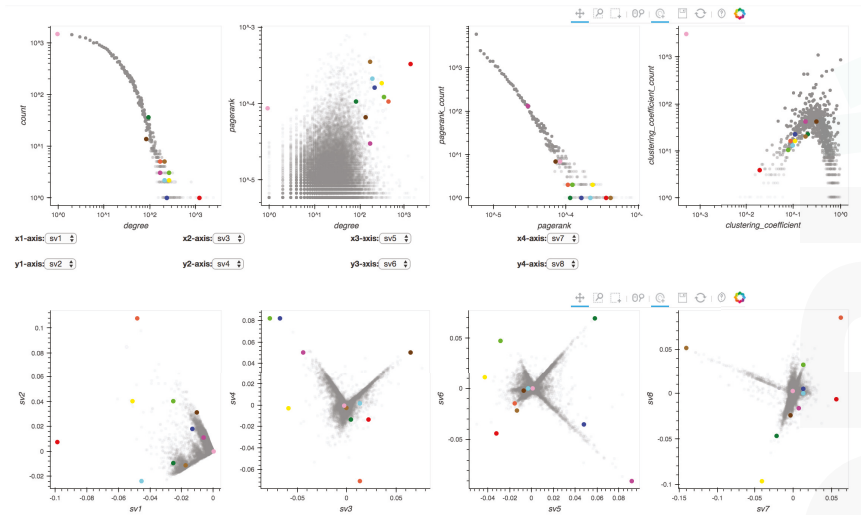 10^3
10^2
10^1
10^0
count
10^0 10^1 10^2 10^3
degree
10^-4
10^-5
pagerank
10^0 10^1 10^2 10^3
degree
10^3
10^2
10^1
10^0
pagerank_count
10^-5 10^-4
pagerank
10^3
10^2
10^1
10^0
clustering_coefficient_count
10^-3 10^-2 10^-1 10^0
clustering_coefficient
x1-axis: sv1 x2-axis: sv3 x3-axis: sv5 x4-axis: sv7
y1-axis: sv2 y2-axis: sv4 y3-axis: sv6 y4-axis: sv8
0.1
0.08
0.06
0.04
0.02
0
-0.02
sv2
-0.1 -0.08 -0.06 -0.04 -0.02 0
sv1
0.08
0.06
0.04
0.02
0
-0.02
0.04
0.06
sv4
-0.05 0 0.05
sv3
0.05
0
-0.05
sv6
-0.04 -0.02 0 0.02 0.04 0.06 0.08
sv5
0.05
0
-0.05
-0.1
sv8
-0.15 -0.1 -0.05 0 0.05
sv7